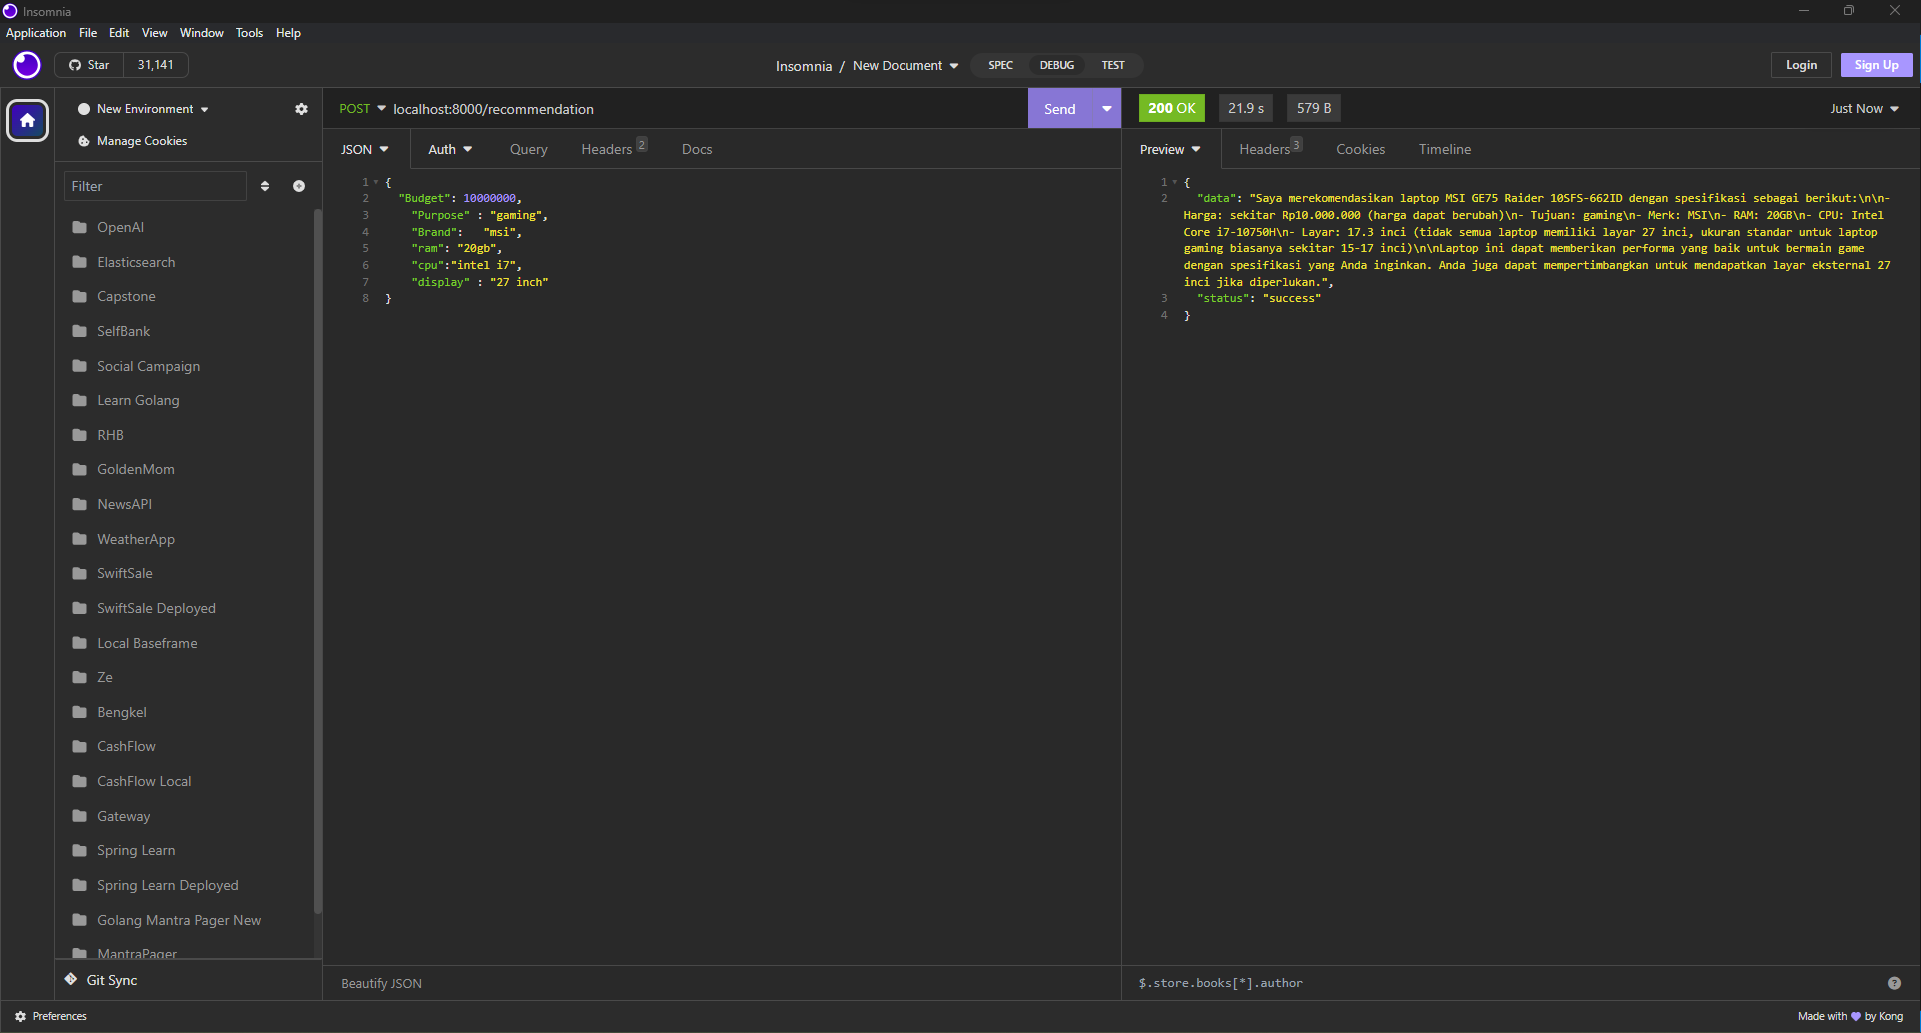 Insomnia
Application File Edit View Window Tools Help
Star 31,141
Insomnia / New Document
SPEC DEBUG TEST
Login Sign Up
New Environment
Manage Cookies
Filter
OpenAI
Elasticsearch
Capstone
SelfBank
Social Campaign
Learn Golang
RHB
GoldenMom
NewsAPI
WeatherApp
SwiftSale
SwiftSale Deployed
Local Baseframe
Ze
Bengkel
CashFlow
CashFlow Local
Gateway
Spring Learn
Spring Learn Deployed
Golang Mantra Pager New
MantraPager
Git Sync
POST localhost:8000/recommendation Send
JSON Auth Query Headers 2 Docs
1 {
2 "Budget": 10000000,
3 "Purpose" : "gaming",
4 "Brand": "msi",
5 "ram": "20gb",
6 "cpu":"intel i7",
7 "display" : "27 inch"
8 }
Beautify JSON
200 OK 21.9 s 579 B Just Now
Preview Headers 3 Cookies Timeline
1 {
2 "data": "Saya merekomendasikan laptop MSI GE75 Raider 10SFS-662ID dengan spesifikasi sebagai berikut:\n\n-
Harga: sekitar Rp10.000.000 (harga dapat berubah)\n- Tujuan: gaming\n- Merk: MSI\n- RAM: 20GB\n- CPU: Intel
Core i7-10750H\n- Layar: 17.3 inci (tidak semua laptop memiliki layar 27 inci, ukuran standar untuk laptop
gaming biasanya sekitar 15-17 inci)\n\nLaptop ini dapat memberikan performa yang baik untuk bermain game
dengan spesifikasi yang Anda inginkan. Anda juga dapat mempertimbangkan untuk mendapatkan layar eksternal 27
inci jika diperlukan.",
3 "status": "success"
4 }
$.store.books[*].author
Preferences
Made with by Kong